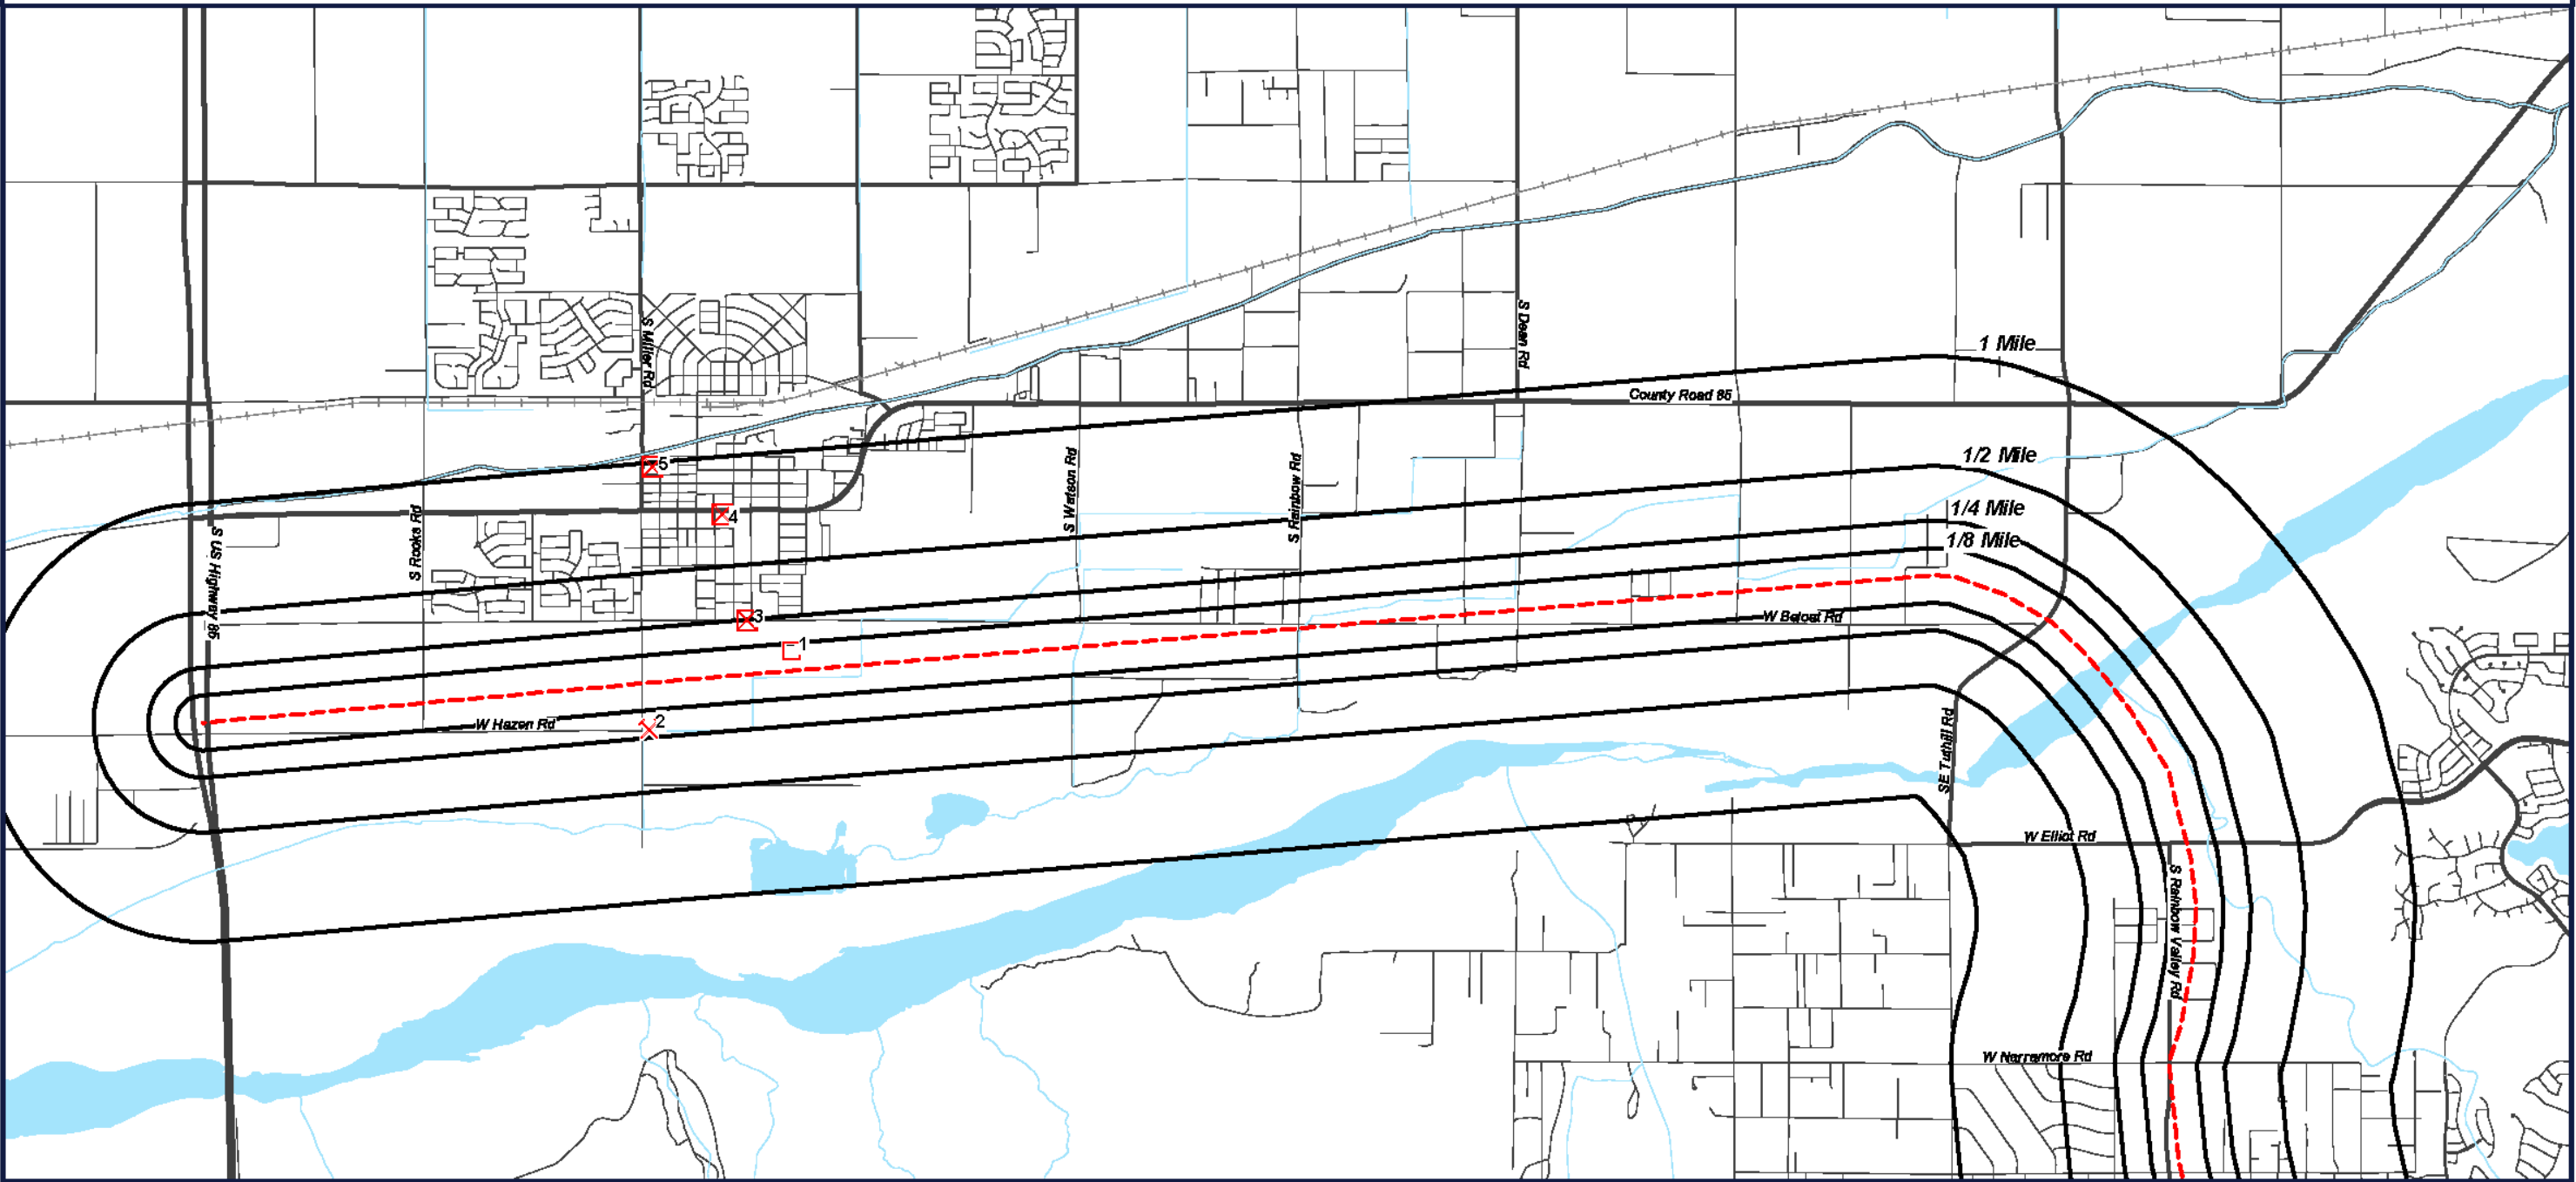 S Miller Rd
S Dean Rd
1 Mile
County Road 85
1/2 Mile
5
4
S US Highway 85
S Rooks Rd
S Watson Rd
S Rainbow Rd
1/4 Mile
1/8 Mile
3
1
W Beloat Rd
2
W Hazen Rd
SE Tuthill Rd
W Elliot Rd
S Rainbow Valley Rd
W Narramore Rd